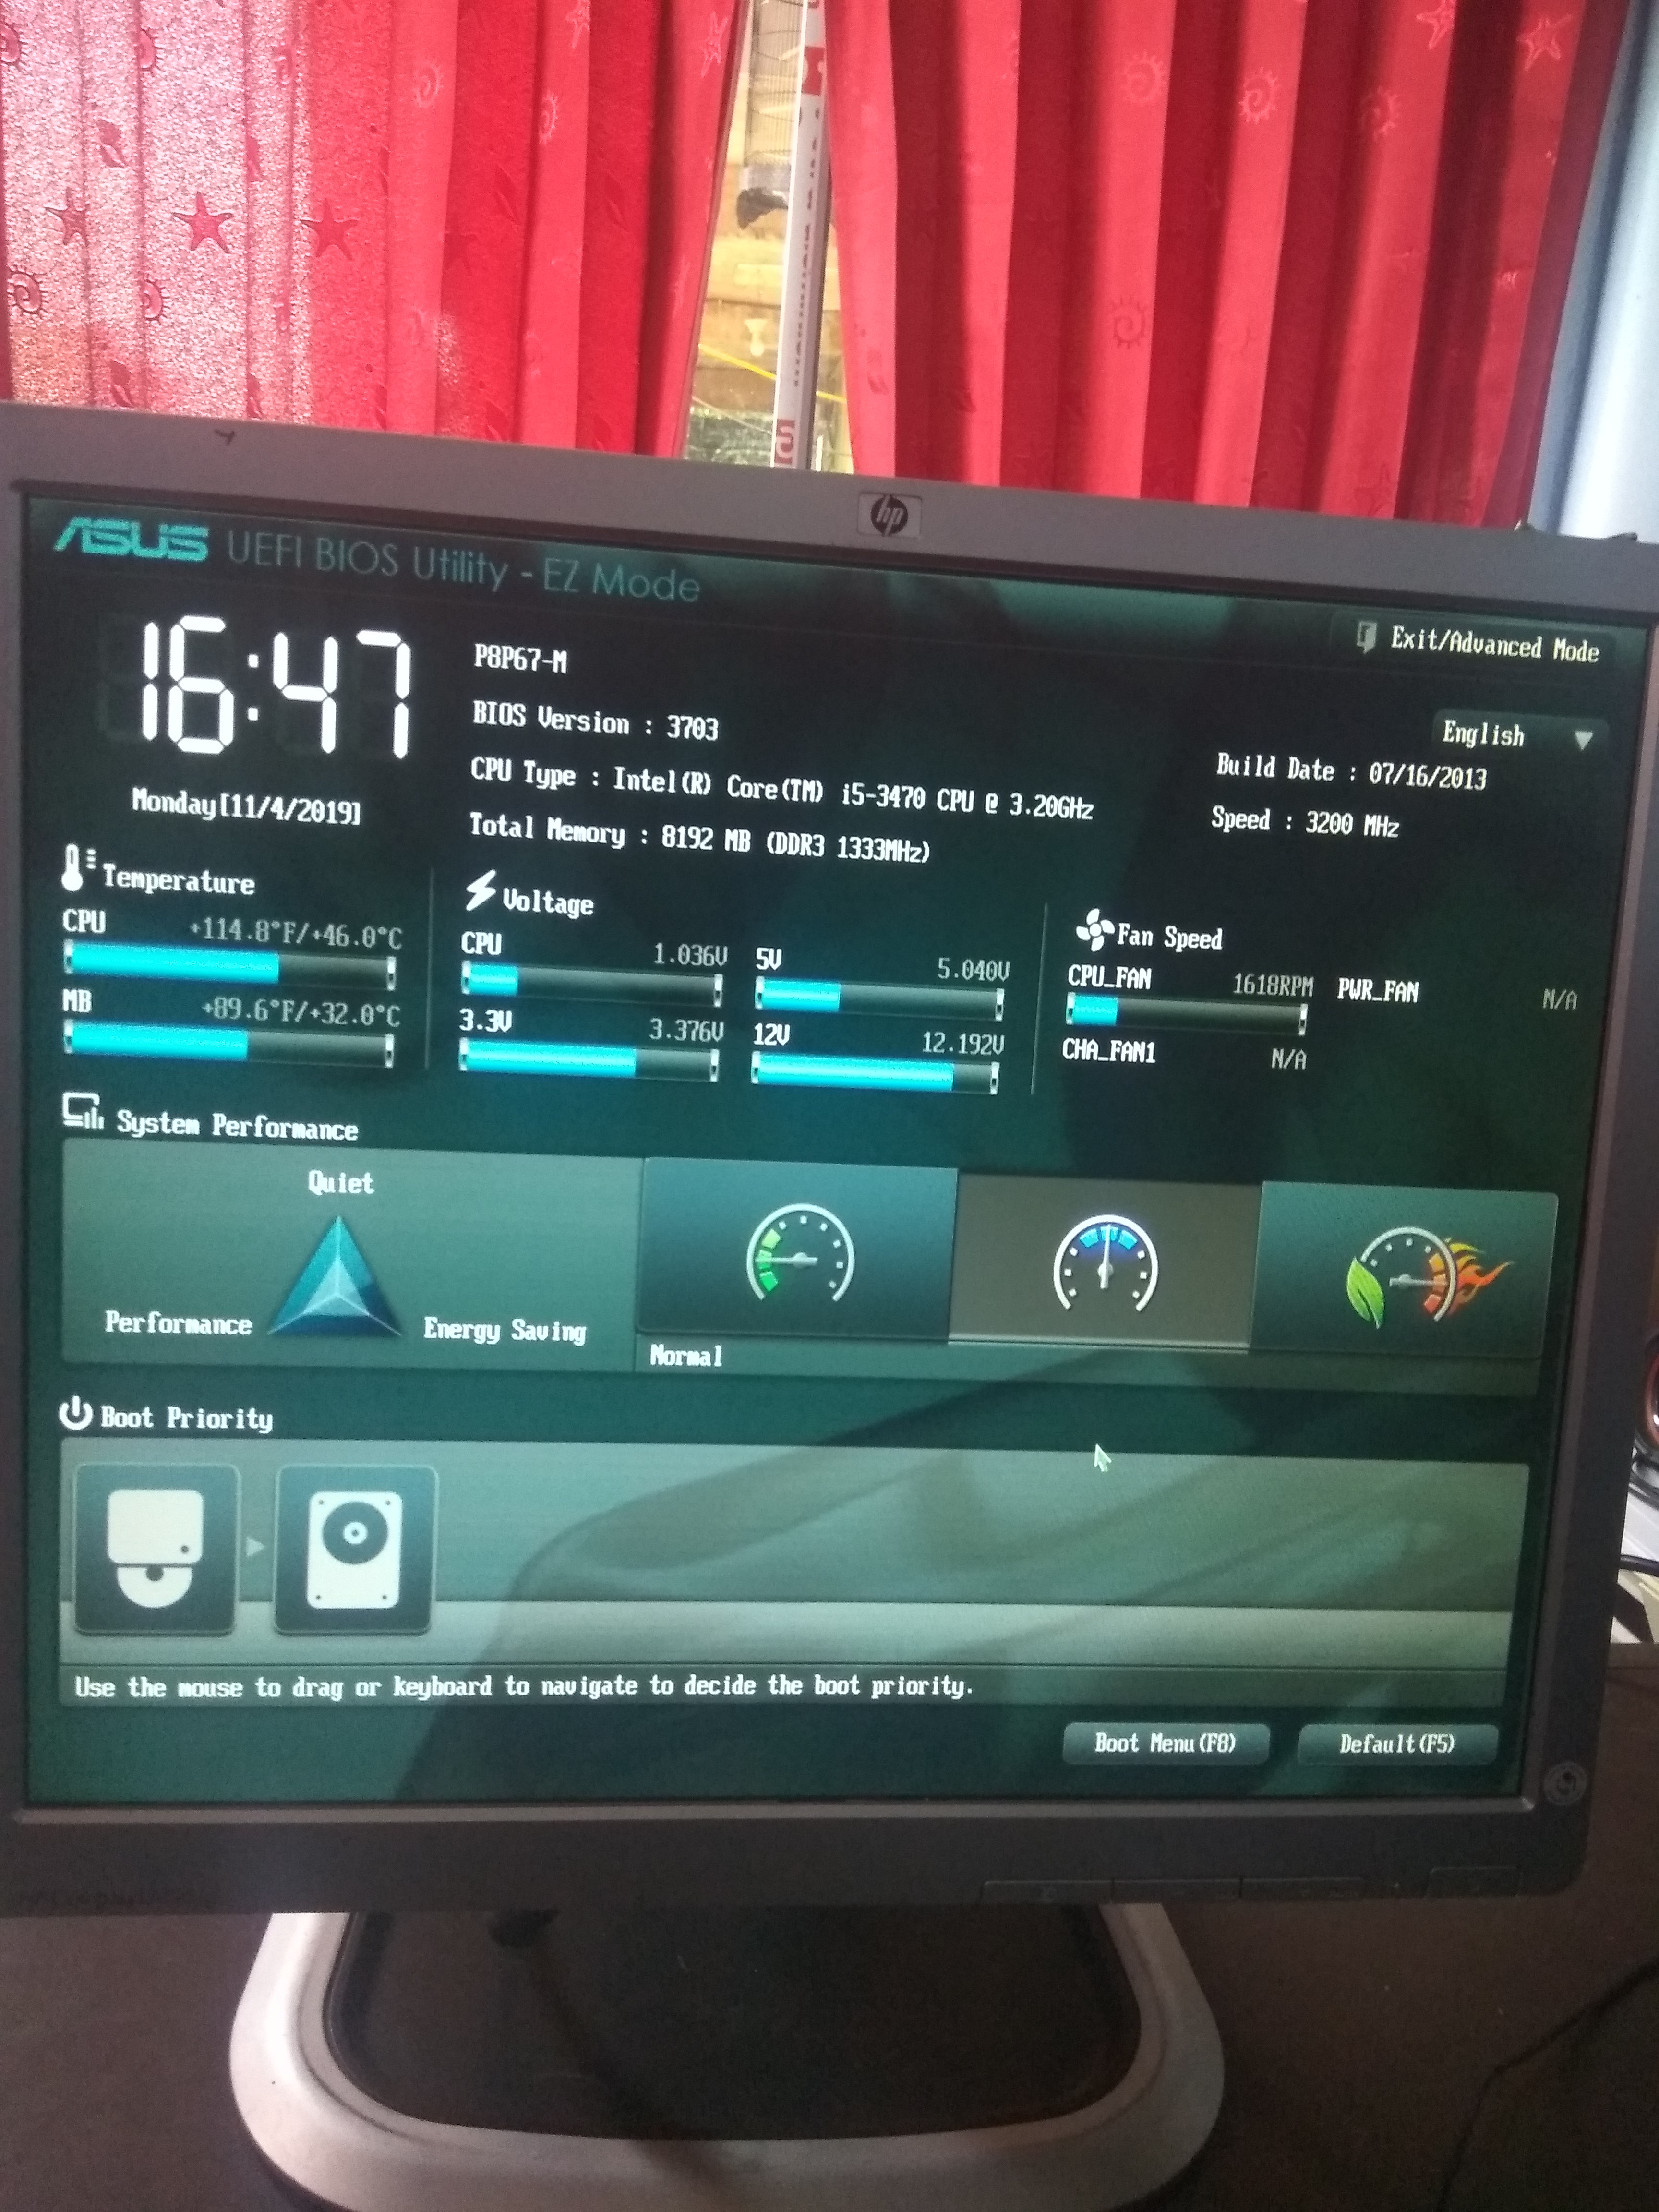 hp
ASUS UEFI BIOS Utility - EZ Mode
Exit/Advanced Mode
16:47
Monday[11/4/2019]
P8P67-M
BIOS Version : 3703
CPU Type : Intel(R) Core(TM) i5-3470 CPU @ 3.20GHz
Total Memory : 8192 MB (DDR3 1333MHz)
English
Build Date : 07/16/2013
Speed : 3200 MHz
Temperature
CPU +114.8°F/+46.0°C
MB +89.6°F/+32.0°C
Voltage
CPU 1.036V 5V 5.040V
3.3V 3.376V 12V 12.192V
Fan Speed
CPU_FAN 1618RPM PWR_FAN N/A
CHA_FAN1 N/A
System Performance
Quiet
Performance
Energy Saving
Normal
Boot Priority
Use the mouse to drag or keyboard to navigate to decide the boot priority.
Boot Menu(F8) Default(F5)